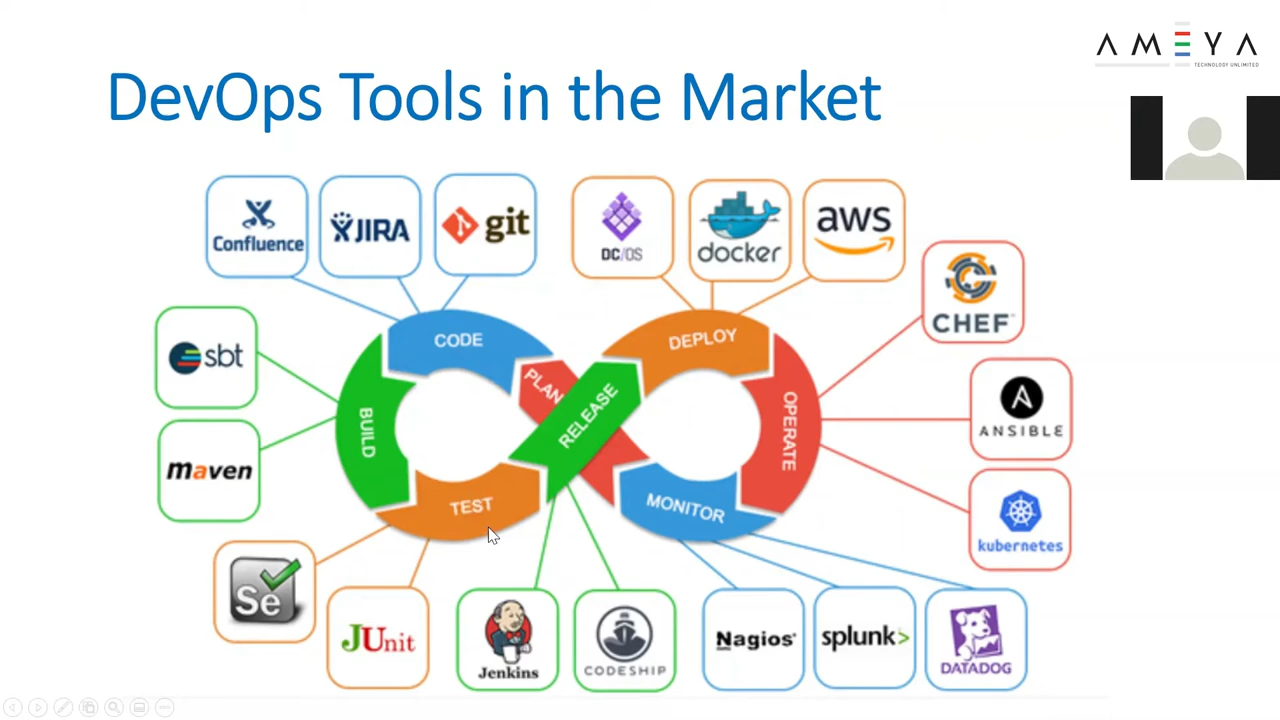 AMEYA
TECHNOLOGY UNLIMITED
DevOps Tools in the Market
Confluence
JIRA
git
DC/OS
docker
aws
CHEF
sbt
CODE
DEPLOY
PLAN
RELEASE
BUILD
OPERATE
ANSIBLE
maven
TEST
MONITOR
kubernetes
Se
JUnit
Jenkins
CODESHIP
Nagios®
splunk>
DATADOG